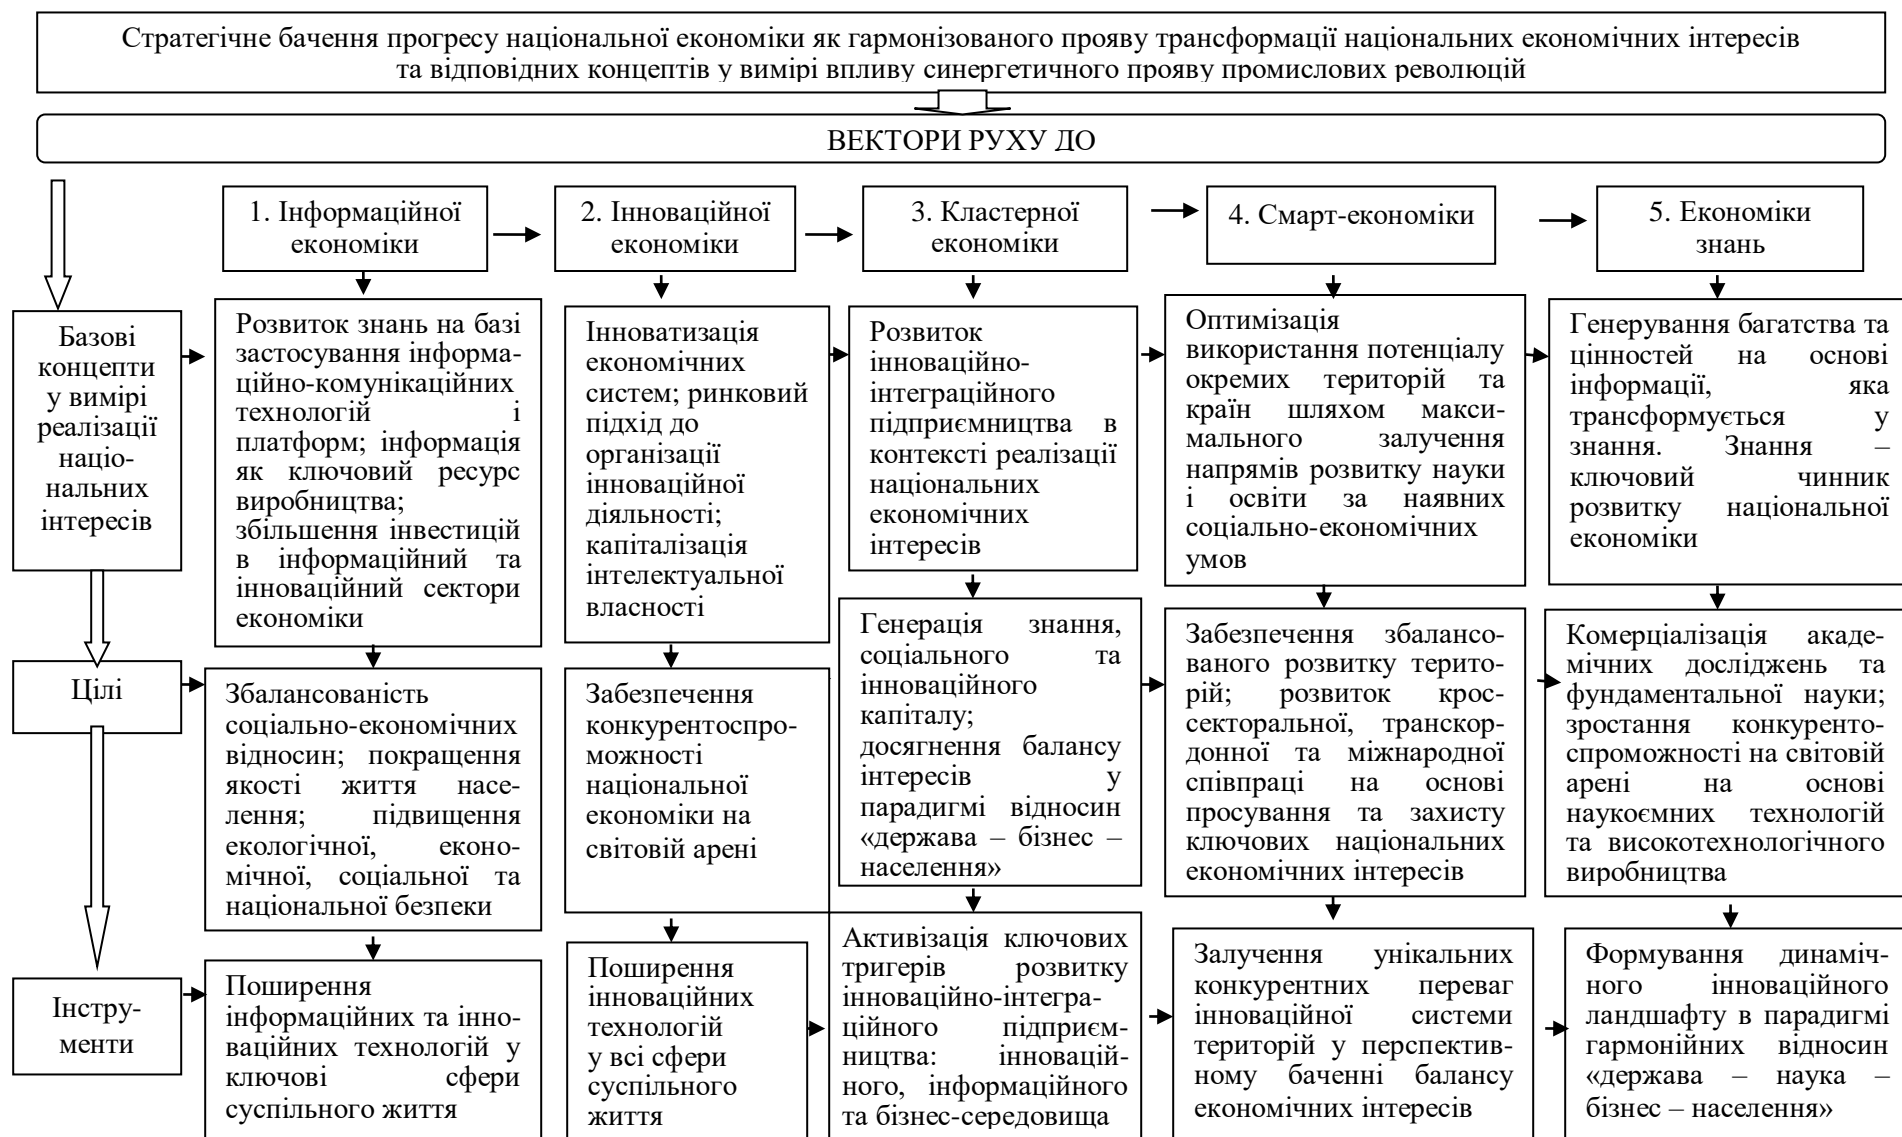 Стратегічне бачення прогресу національної економіки як гармонізованого прояву трансформації національних економічних інтересів
та відповідних концептів у вимірі впливу синергетичного прояву промислових революцій
ВЕКТОРИ РУХУ ДО
1. Інформаційної
економіки
2. Інноваційної
економіки
3. Кластерної
економіки
4. Смарт-економіки
5. Економіки
знань
Базові
концепти
у вимірі
реалізації
націо-
нальних
інтересів
Розвиток знань на базі
застосування інформа-
ційно-комунікаційних
технологій і
платформ; інформація
як ключовий ресурс
виробництва;
збільшення інвестицій
в інформаційний та
інноваційний сектори
економіки
Інноватизація
економічних
систем; ринковий
підхід до
організації
інноваційної
діяльності;
капіталізація
інтелектуальної
власності
Розвиток
інноваційно-
інтеграційного
підприємництва в
контексті реалізації
національних
економічних
інтересів
Оптимізація
використання потенціалу
окремих територій та
країн шляхом макси-
мального залучення
напрямів розвитку науки
і освіти за наявних
соціально-економічних
умов
Генерування багатства та
цінностей на основі
інформації, яка
трансформується у
знання. Знання –
ключовий чинник
розвитку національної
економіки
Цілі
Збалансованість
соціально-економічних
відносин; покращення
якості життя насе-
лення; підвищення
екологічної, еконо-
мічної, соціальної та
національної безпеки
Забезпечення
конкурентоспро-
можності
національної
економіки на
світовій арені
Генерація знання,
соціального та
інноваційного
капіталу;
досягнення балансу
інтересів у
парадигмі відносин
«держава – бізнес –
населення»
Забезпечення збалансо-
ваного розвитку терито-
рій; розвиток крос-
секторальної, транскор-
донної та міжнародної
співпраці на основі
просування та захисту
ключових національних
економічних інтересів
Комерціалізація акаде-
мічних досліджень та
фундаментальної науки;
зростання конкуренто-
спроможності на світовій
арені на основі
наукоємних технологій
та високотехнологічного
виробництва
Інстру-
менти
Поширення
інформаційних та інно-
ваційних технологій у
ключові сфери
суспільного життя
Поширення
інноваційних
технологій
у всі сфери
суспільного
життя
Активізація ключових
тригерів розвитку
інноваційно-інтегра-
ційного підприєм-
ництва: інновацій-
ного, інформаційного
та бізнес-середовища
Залучення унікальних
конкурентних переваг
інноваційної системи
територій у перспектив-
ному баченні балансу
економічних інтересів
Формування динаміч-
ного інноваційного
ландшафту в парадигмі
гармонійних відносин
«держава – наука –
бізнес – населення»